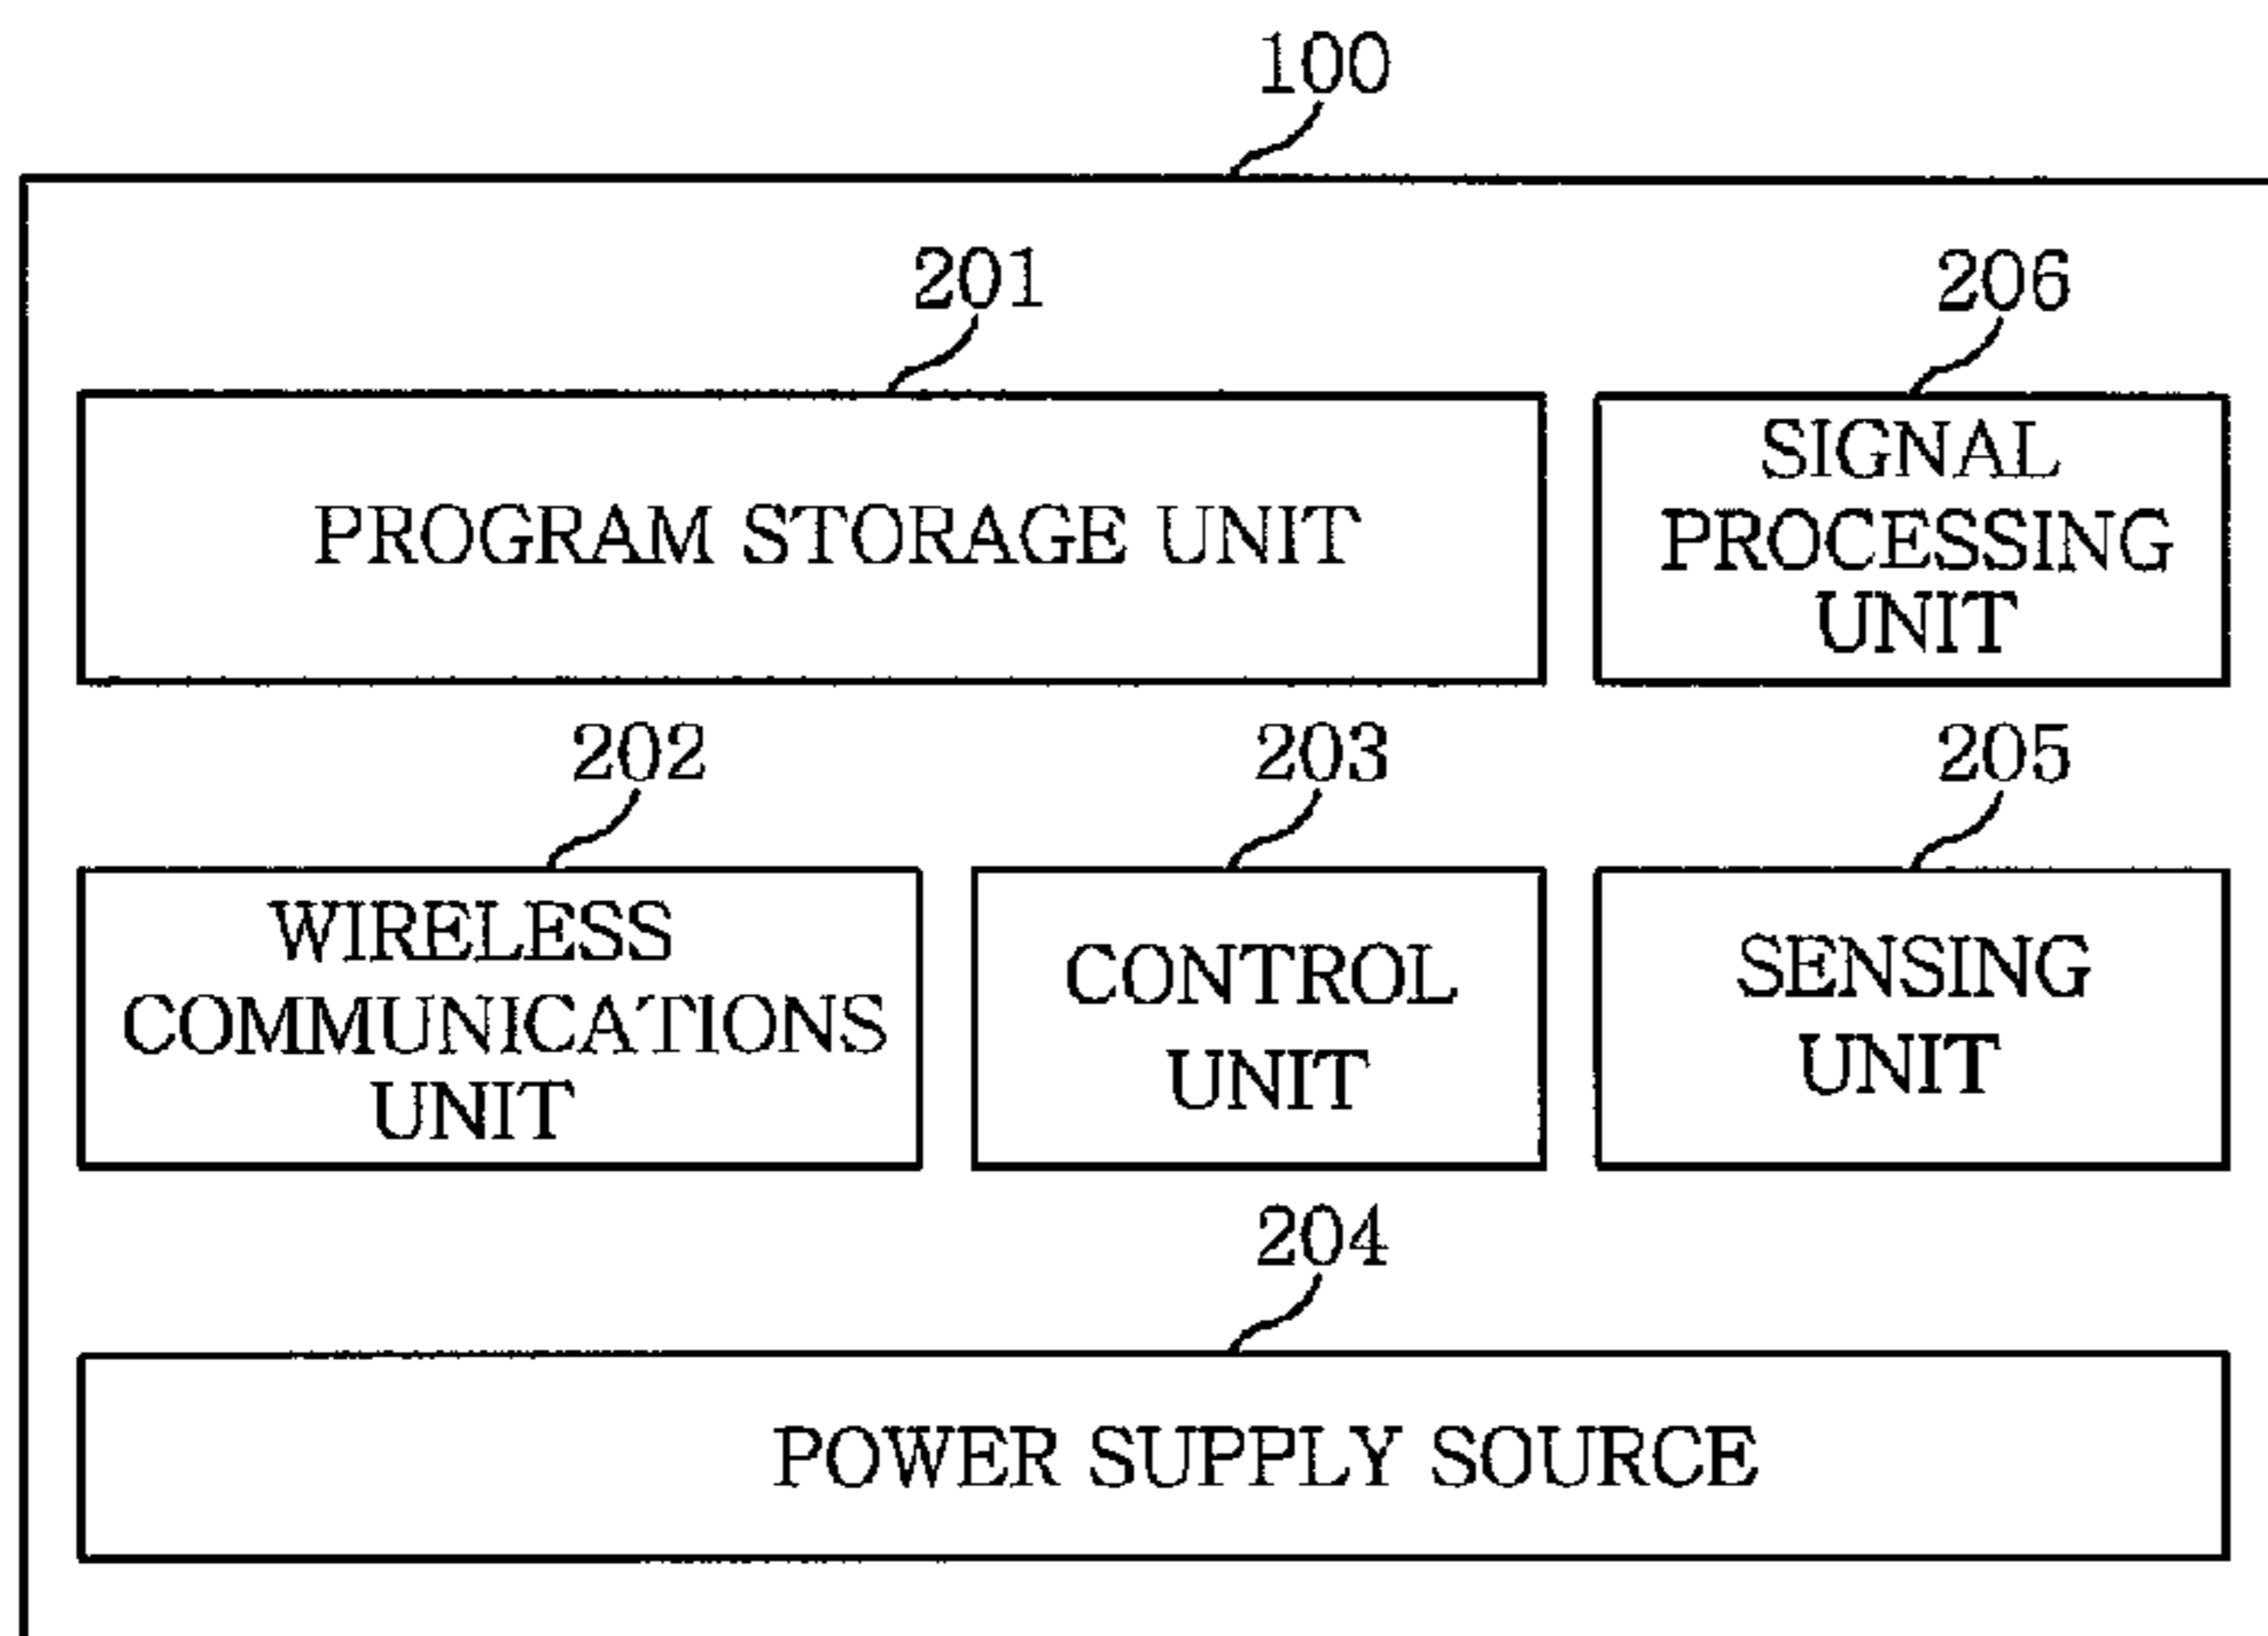 100
201
206
PROGRAM STORAGE UNIT
SIGNAL
PROCESSING
UNIT
202
203
205
WIRELESS
COMMUNICATIONS
UNIT
CONTROL
UNIT
SENSING
UNIT
204
POWER SUPPLY SOURCE